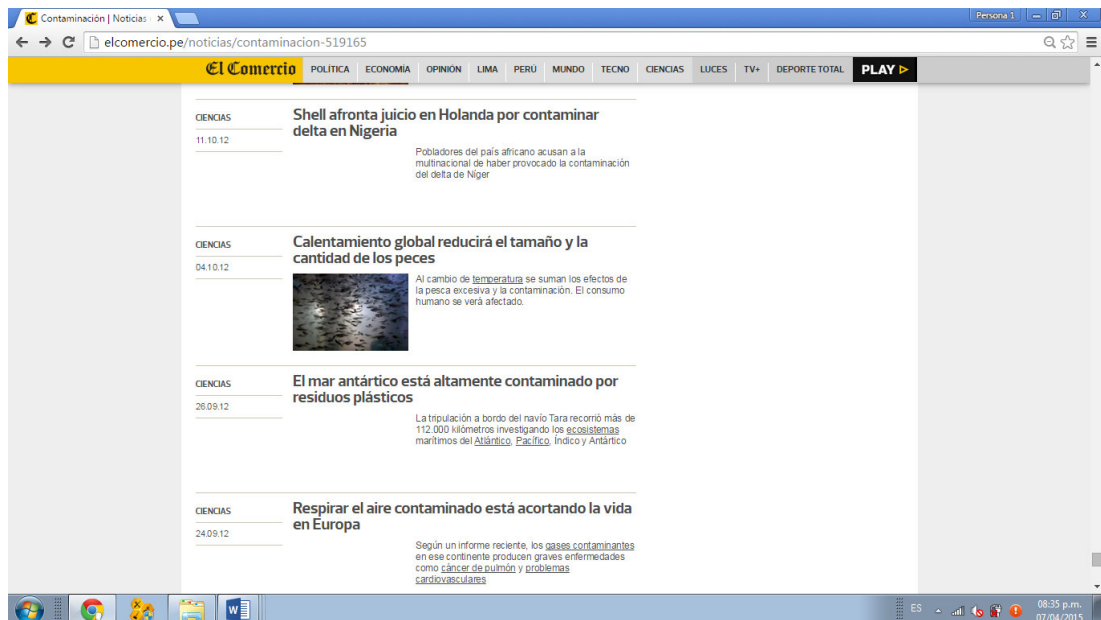 Contaminación | Noticias
Persona 1
elcomercio.pe/noticias/contaminacion-519165
El Comercio POLÍTICA ECONOMÍA OPINIÓN LIMA PERÚ MUNDO TECNO CIENCIAS LUCES TV+ DEPORTE TOTAL PLAY
CIENCIAS
11.10.12
Shell afronta juicio en Holanda por contaminar
delta en Nigeria
Pobladores del país africano acusan a la
multinacional de haber provocado la contaminación
del delta de Níger
CIENCIAS
04.10.12
Calentamiento global reducirá el tamaño y la
cantidad de los peces
Al cambio de temperatura se suman los efectos de
la pesca excesiva y la contaminación. El consumo
humano se verá afectado.
CIENCIAS
26.09.12
El mar antártico está altamente contaminado por
residuos plásticos
La tripulación a bordo del navío Tara recorrió más de
112.000 kilómetros investigando los ecosistemas
marítimos del Atlántico, Pacífico, Índico y Antártico
CIENCIAS
24.09.12
Respirar el aire contaminado está acortando la vida
en Europa
Según un informe reciente, los gases contaminantes
en ese continente producen graves enfermedades
como cáncer de pulmón y problemas
cardiovasculares
ES
08:35 p.m.
07/04/2015